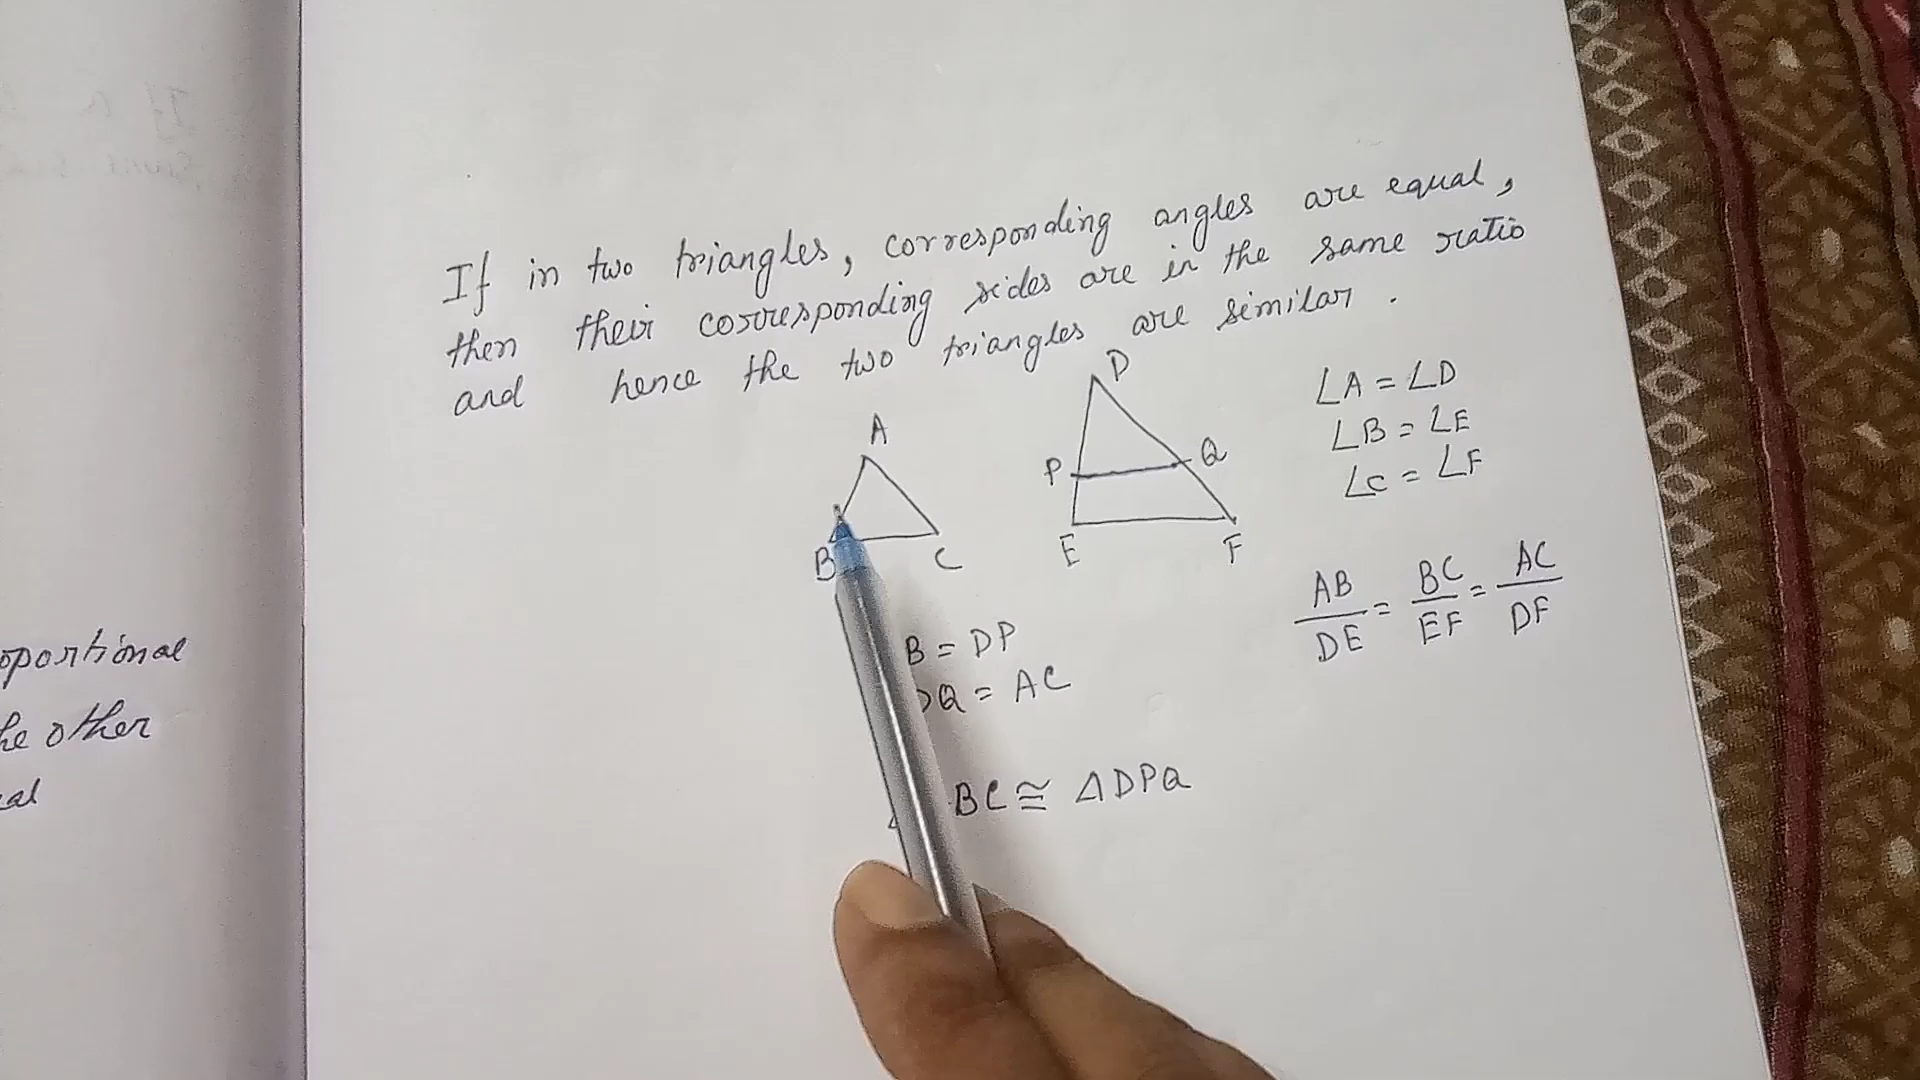 If in two triangles, corresponding angles are equal,
then their corresponding sides are in the same ratio
and hence the two triangles are similar.
A
B
C
D
P
Q
E
F
∠A = ∠D
∠B = ∠E
∠C = ∠F
AB/DE = BC/EF = AC/DF
B = DP
Q = AC
BC ≅ ΔDPQ
oportional
he other
al